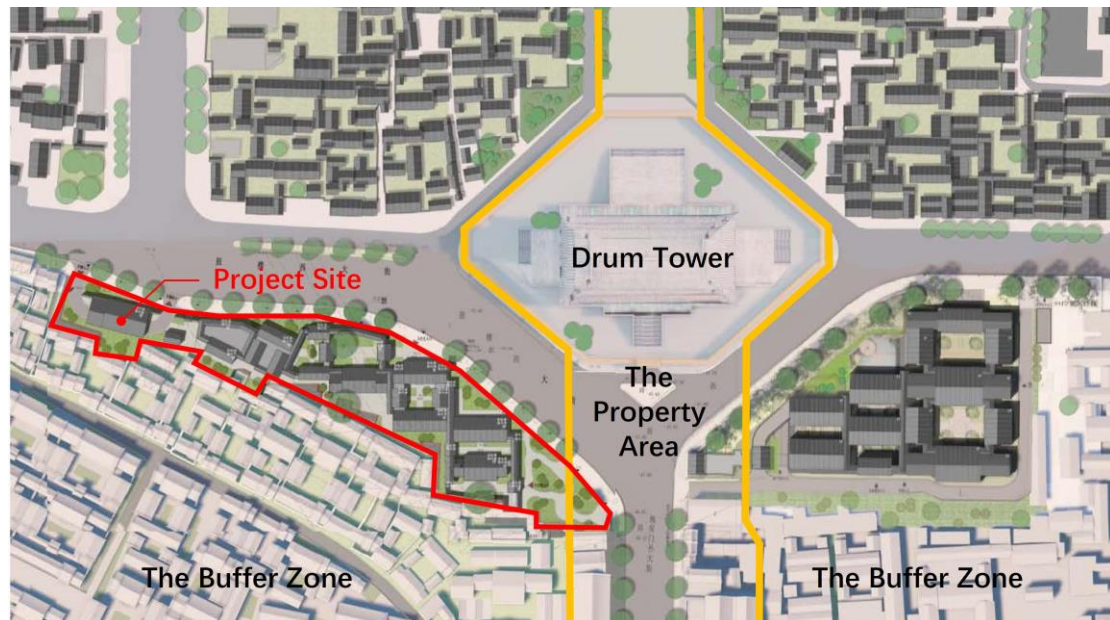 Drum Tower
Project Site
The
Property
Area
The Buffer Zone
The Buffer Zone